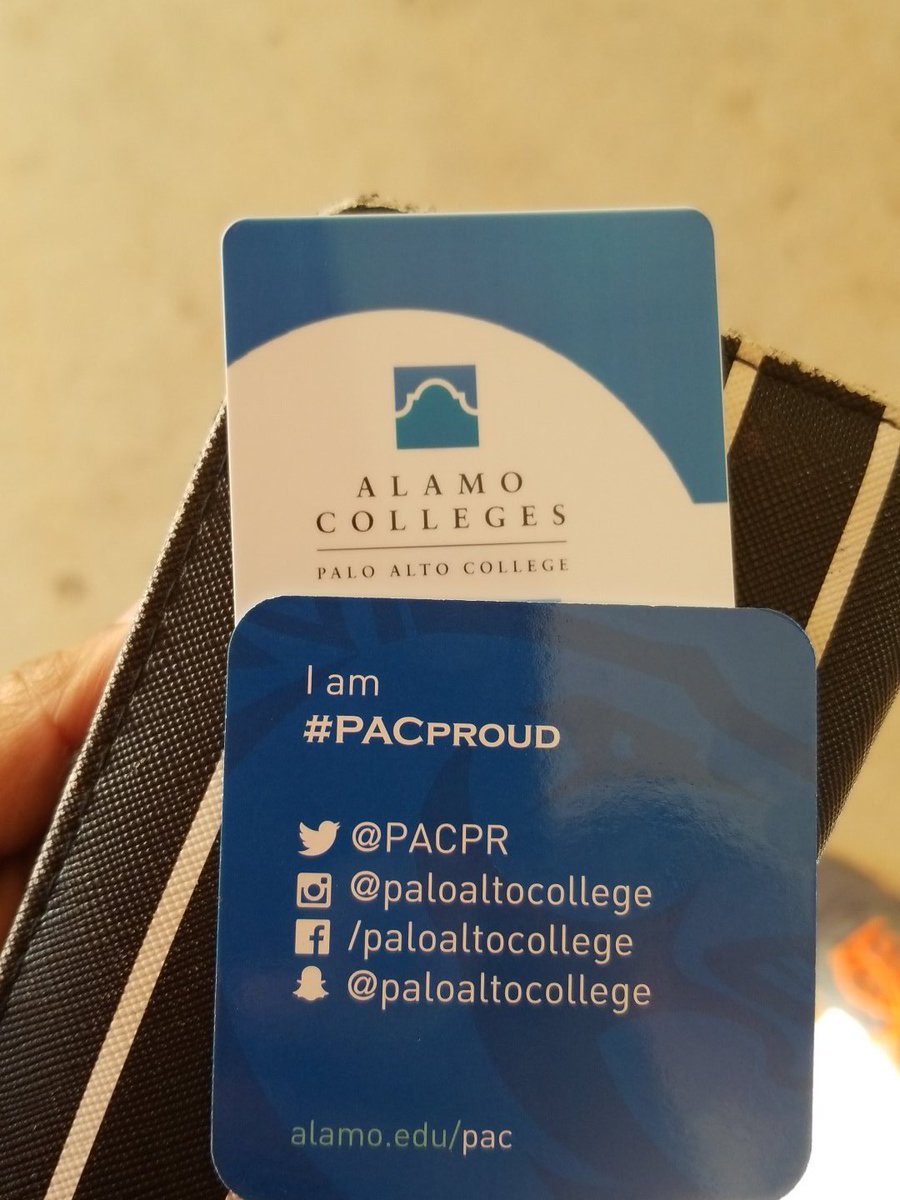 ALAMO
COLLEGES
PALO ALTO COLLEGE
I am
#PACPROUD
@PACPR
@paloaltocollege
/paloaltocollege
@paloaltocollege
alamo.edu/pac